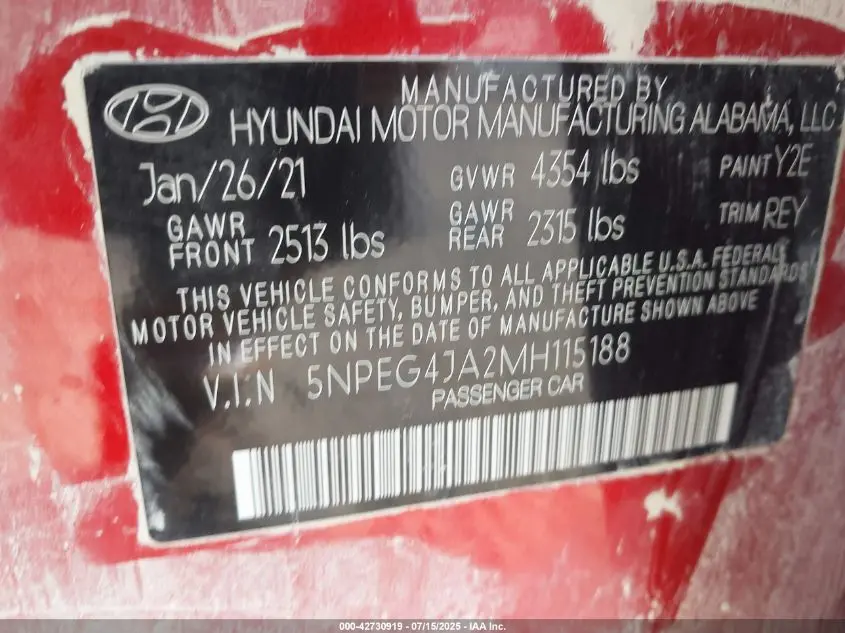 MANUFACTURED BY
HYUNDAI MOTOR MANUFACTURING ALABAMA, LLC
Jan/26/21 GVWR 4354 lbs PAINT Y2E
GAWR FRONT 2513 lbs GAWR REAR 2315 lbs TRIM REY
THIS VEHICLE CONFORMS TO ALL APPLICABLE U.S.A. FEDERAL
MOTOR VEHICLE SAFETY, BUMPER, AND THEFT PREVENTION STANDARDS
IN EFFECT ON THE DATE OF MANUFACTURE SHOWN ABOVE
V.I.N 5NPEG4JA2MH115188
PASSENGER CAR
000-42730919 - 07/15/2025 - IAA Inc.